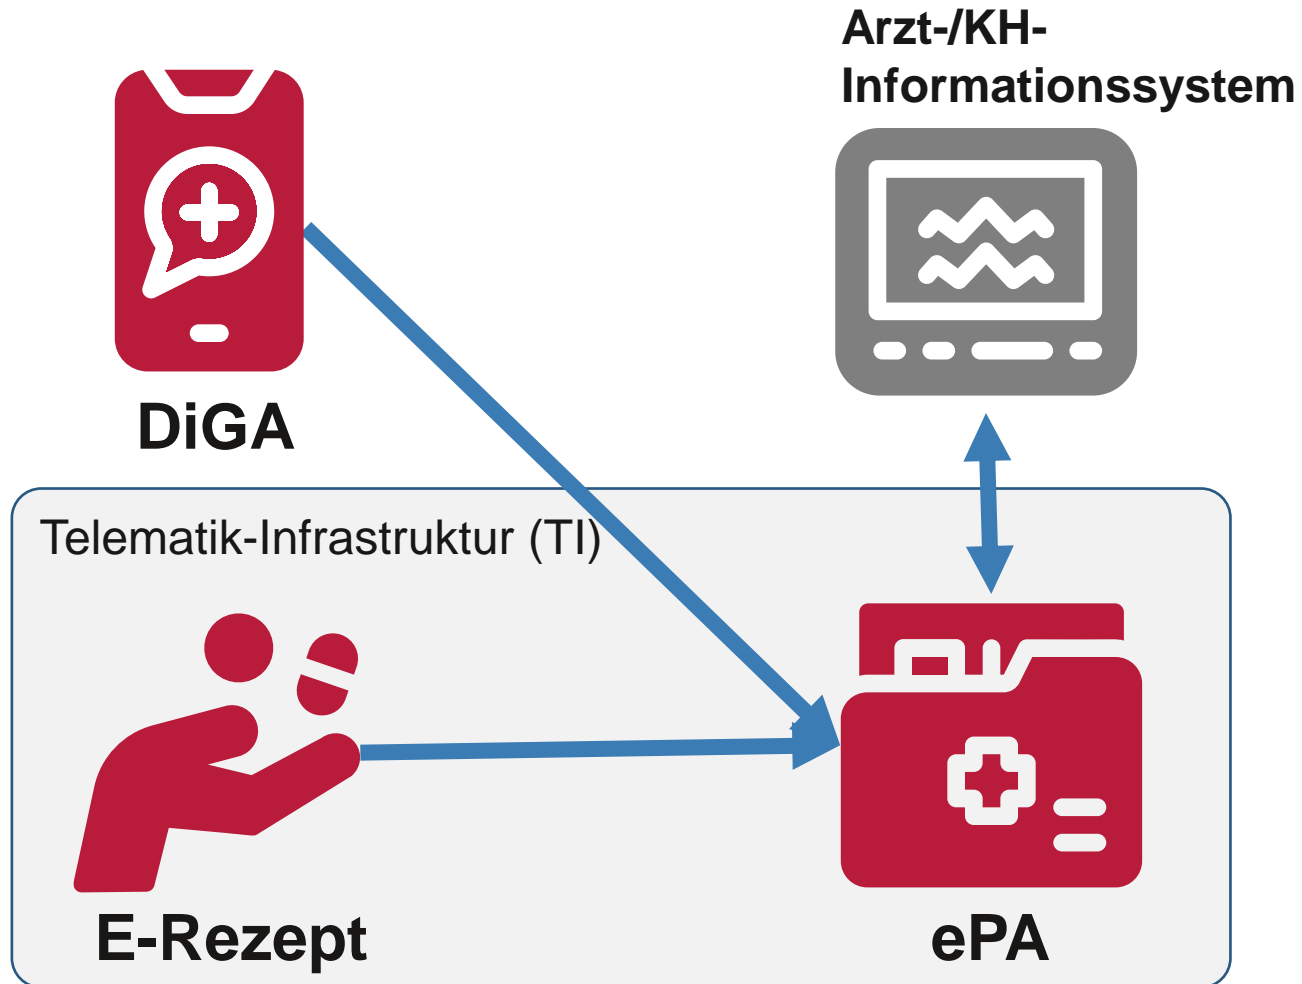 Arzt-/KH-
Informationssystem
DiGA
Telematik-Infrastruktur (TI)
E-Rezept
ePA